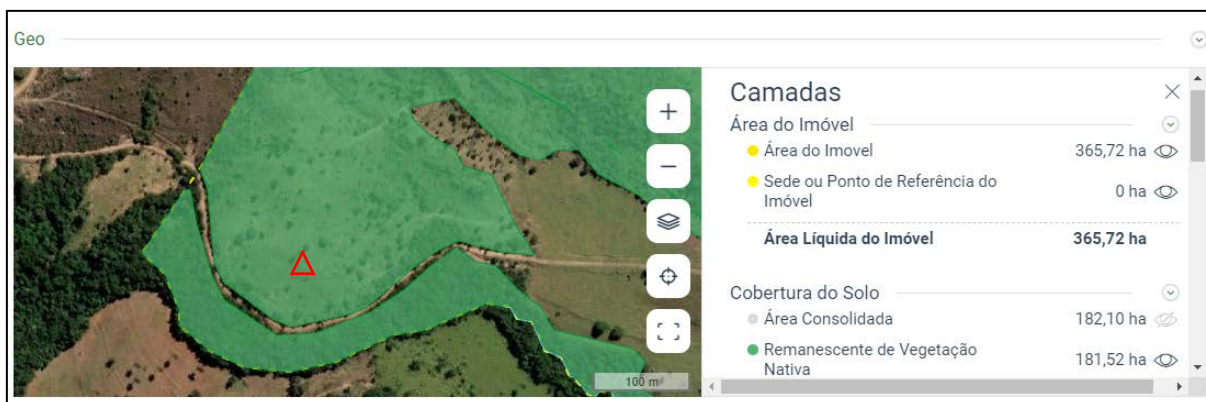 Geo
Camadas
Área do Imóvel
Área do Imovel 365,72 ha
Sede ou Ponto de Referência do
Imóvel 0 ha
Área Líquida do Imóvel 365,72 ha
Cobertura do Solo
Área Consolidada 182,10 ha
Remanescente de Vegetação
Nativa 181,52 ha
100 m